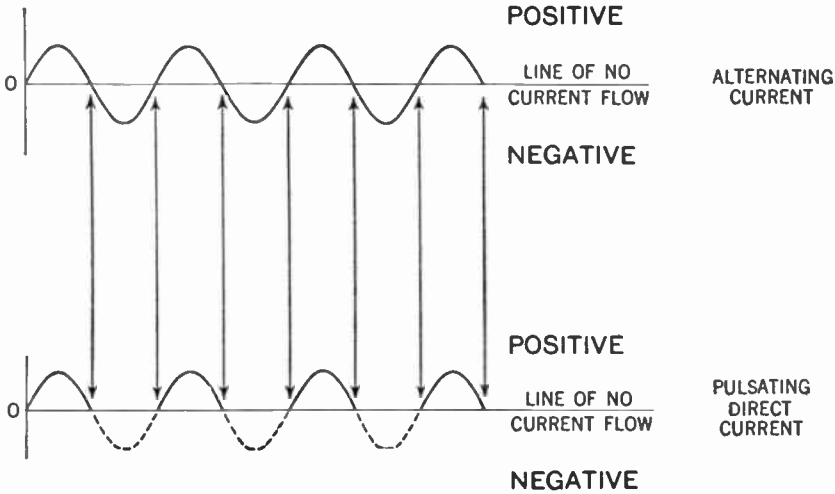 POSITIVE
0
LINE OF NO
CURRENT FLOW
ALTERNATING
CURRENT
NEGATIVE
POSITIVE
0
LINE OF NO
CURRENT FLOW
PULSATING
DIRECT
CURRENT
NEGATIVE